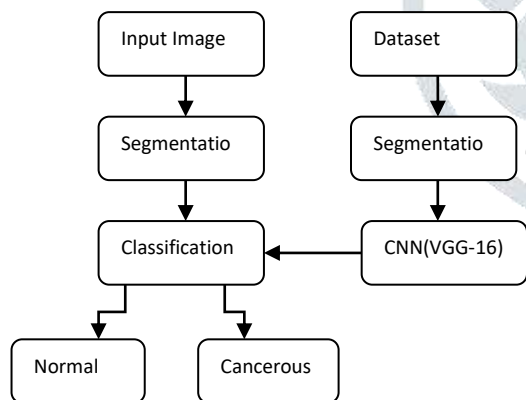 Input Image
Dataset
Segmentatio
Segmentatio
Classification
CNN(VGG-16)
Normal
Cancerous